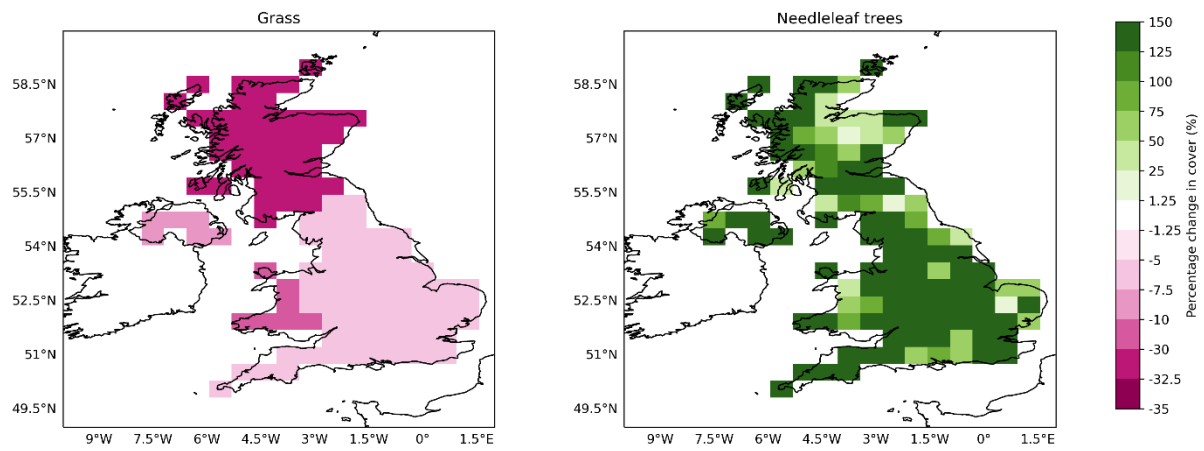 Grass
Needleleaf trees
58.5°N
57°N
55.5°N
54°N
52.5°N
51°N
49.5°N
9°W 7.5°W 6°W 4.5°W 3°W 1.5°W 0° 1.5°E
58.5°N
57°N
55.5°N
54°N
52.5°N
51°N
49.5°N
9°W 7.5°W 6°W 4.5°W 3°W 1.5°W 0° 1.5°E
150
125
100
75
50
25
1.25
-1.25
-5
-7.5
-10
-30
-32.5
-35
Percentage change in cover (%)